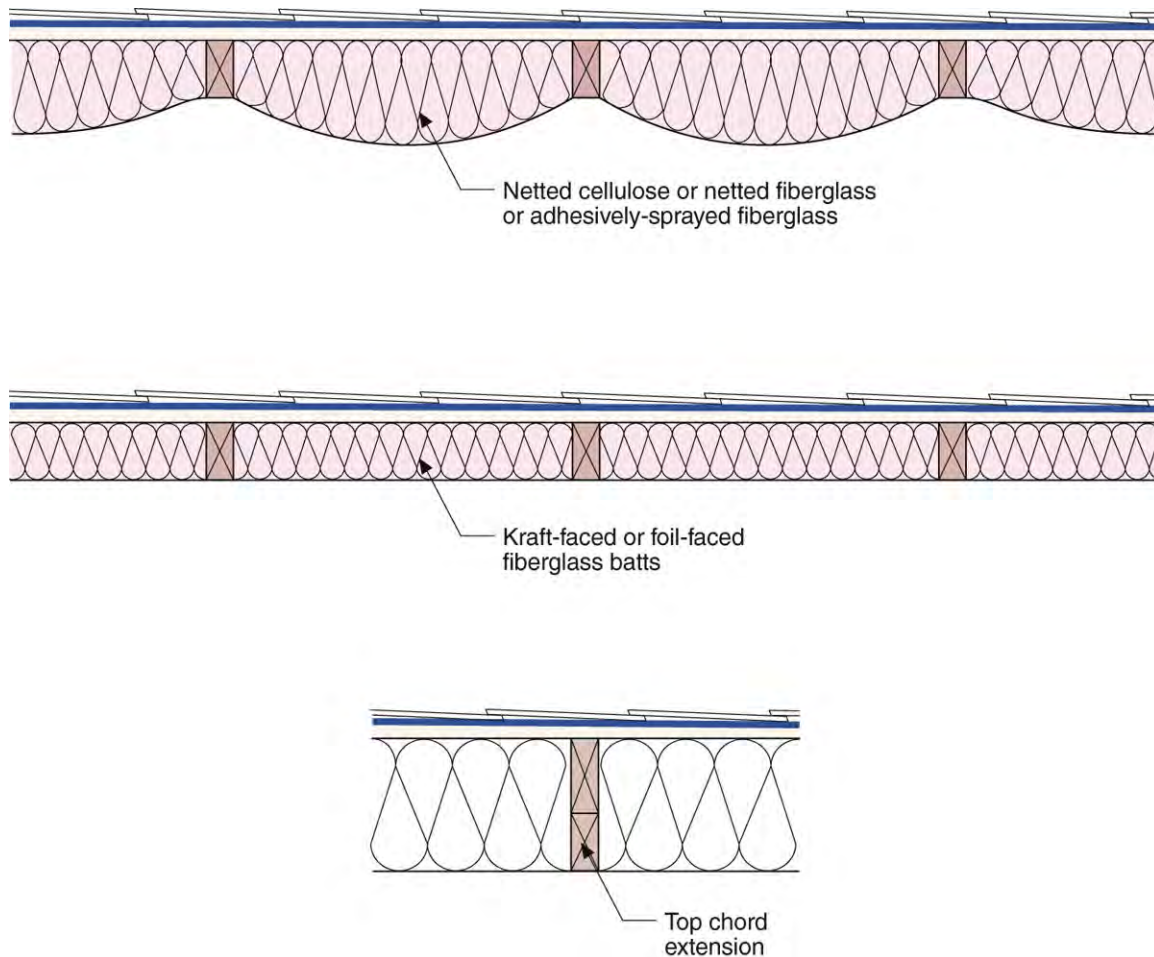 Netted cellulose or netted fiberglass
or adhesively-sprayed fiberglass
Kraft-faced or foil-faced
fiberglass batts
Top chord
extension